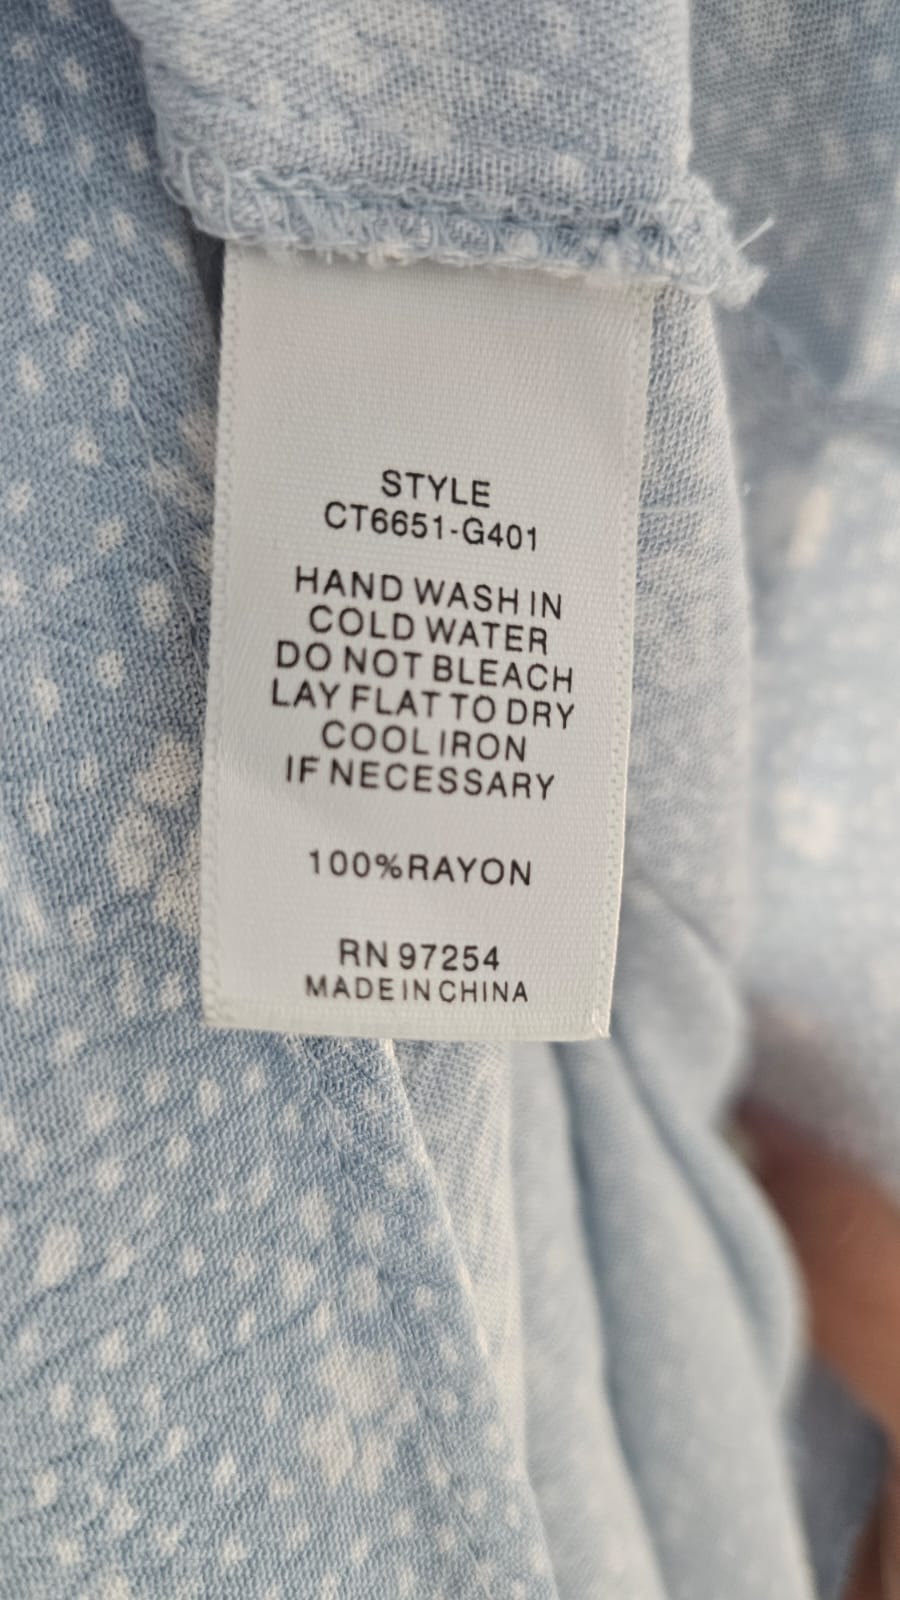 STYLE
CT6651-G401
HAND WASH IN
COLD WATER
DO NOT BLEACH
LAY FLAT TO DRY
COOL IRON
IF NECESSARY
100%RAYON
RN 97254
MADE IN CHINA